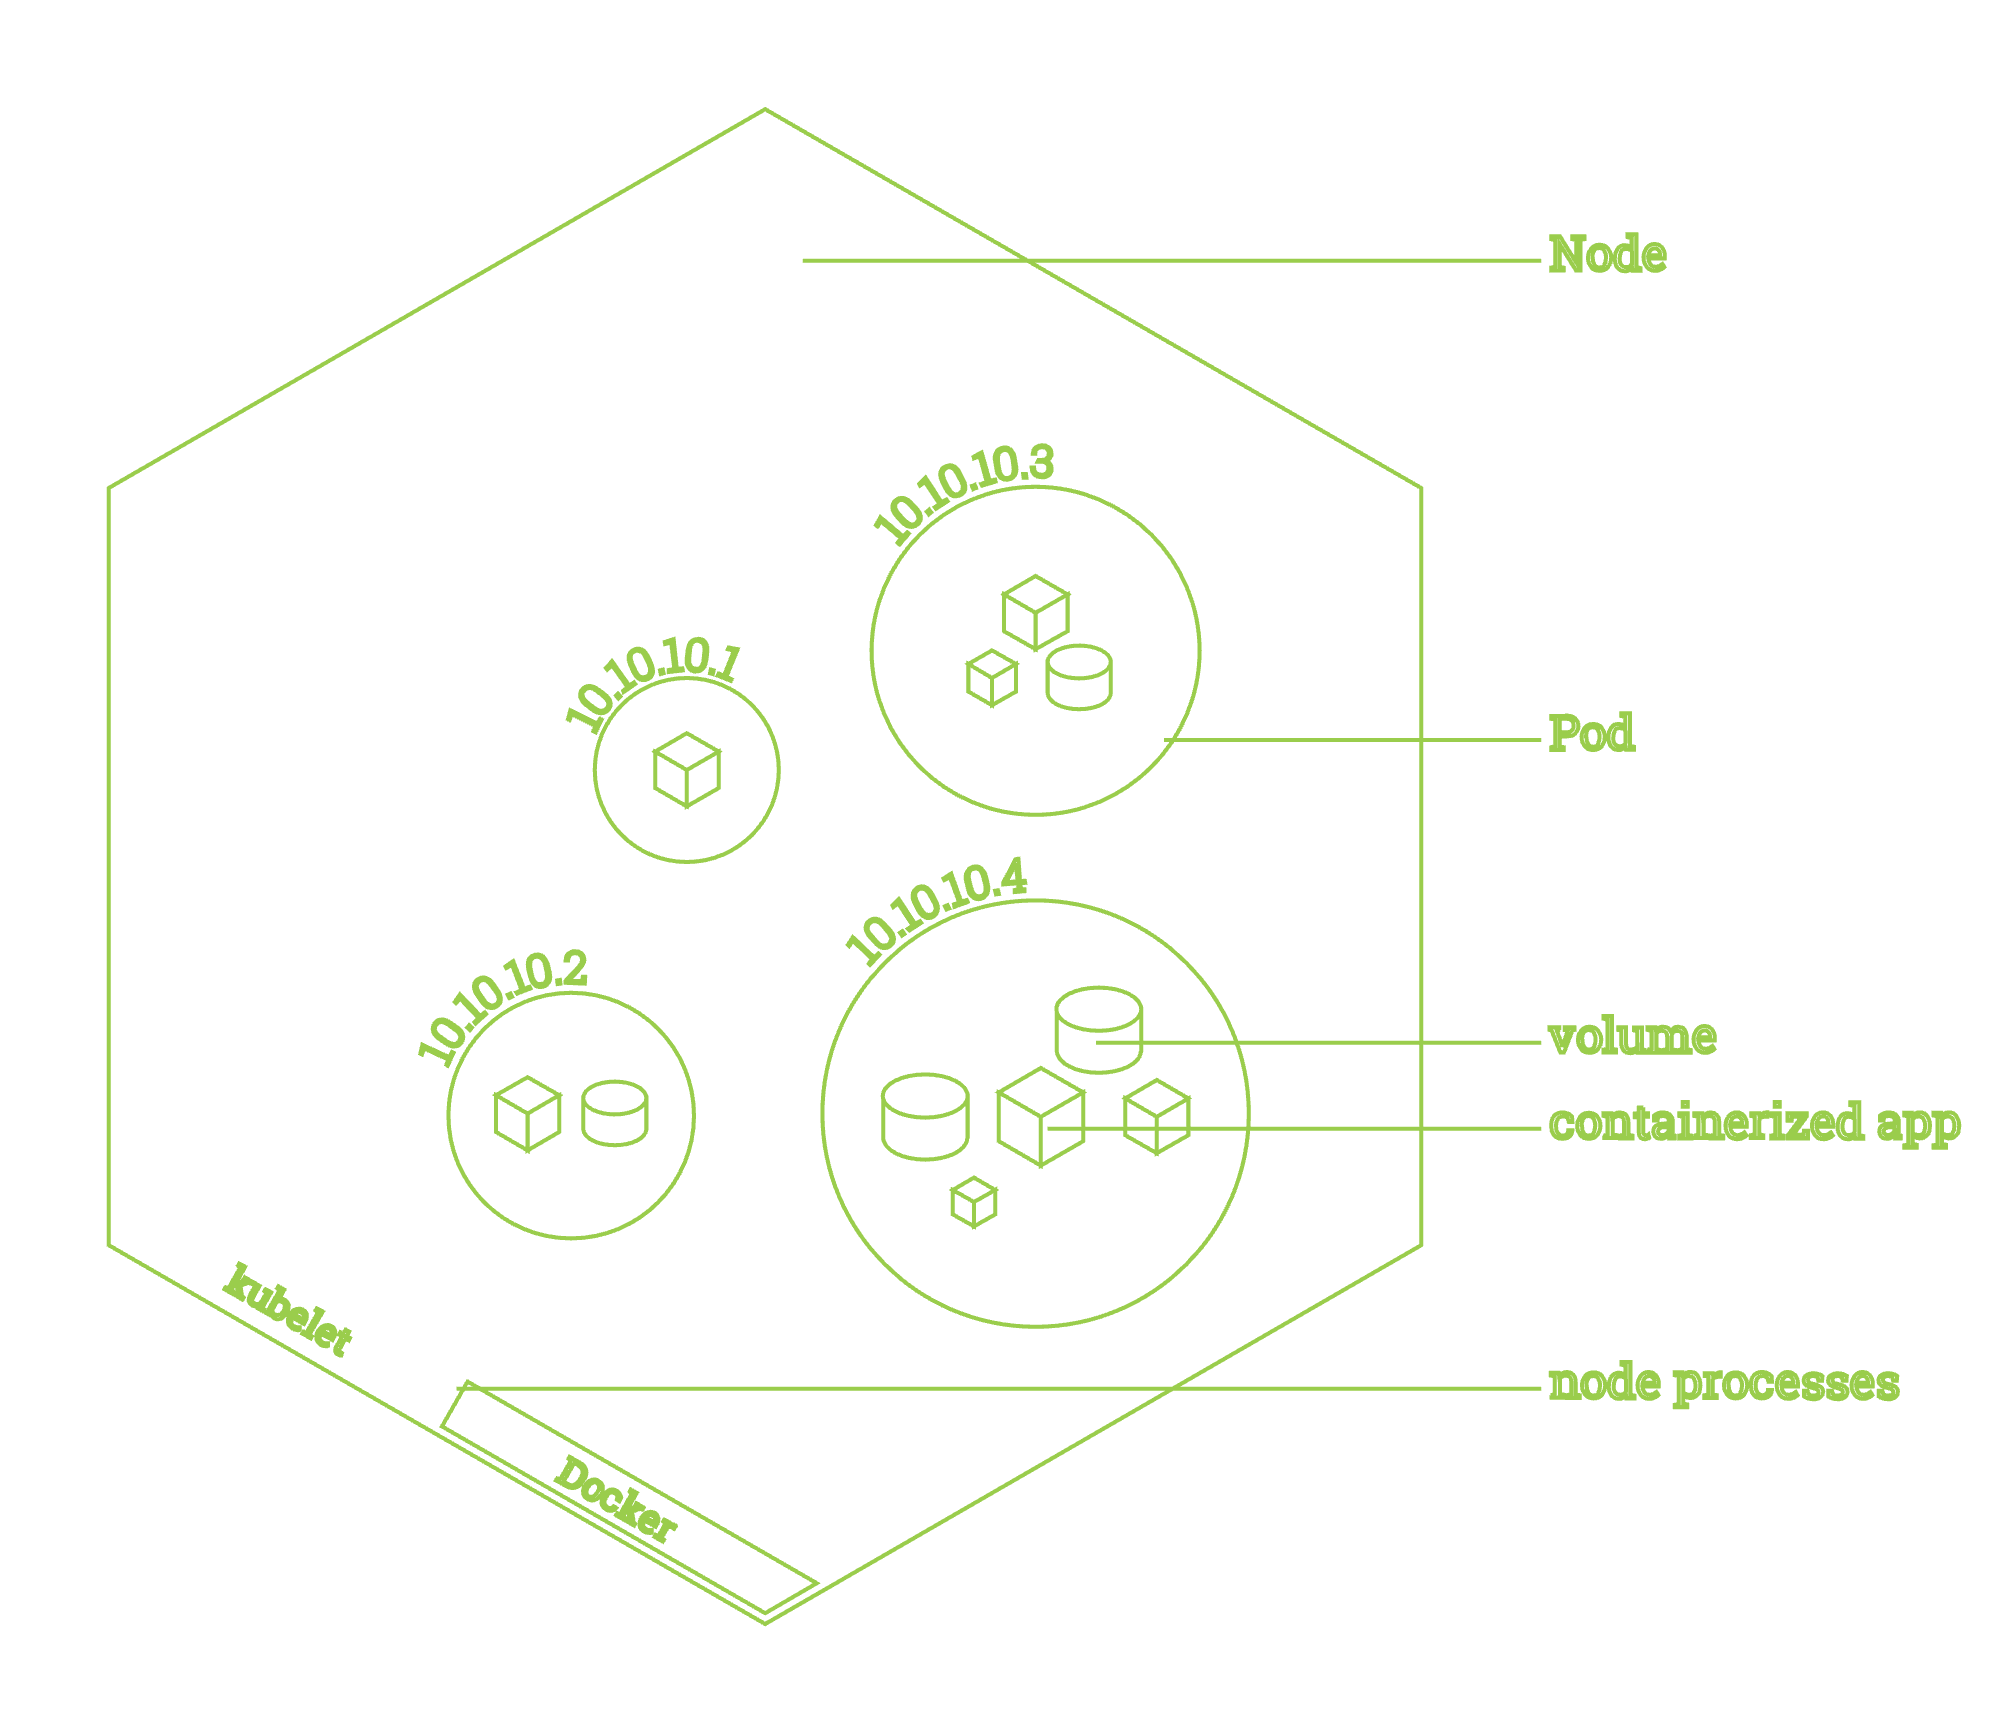 Node
10.10.10.3
10.10.10.1
Pod
10.10.10.4
10.10.10.2
volume
containerized app
kubelet
node processes
Docker